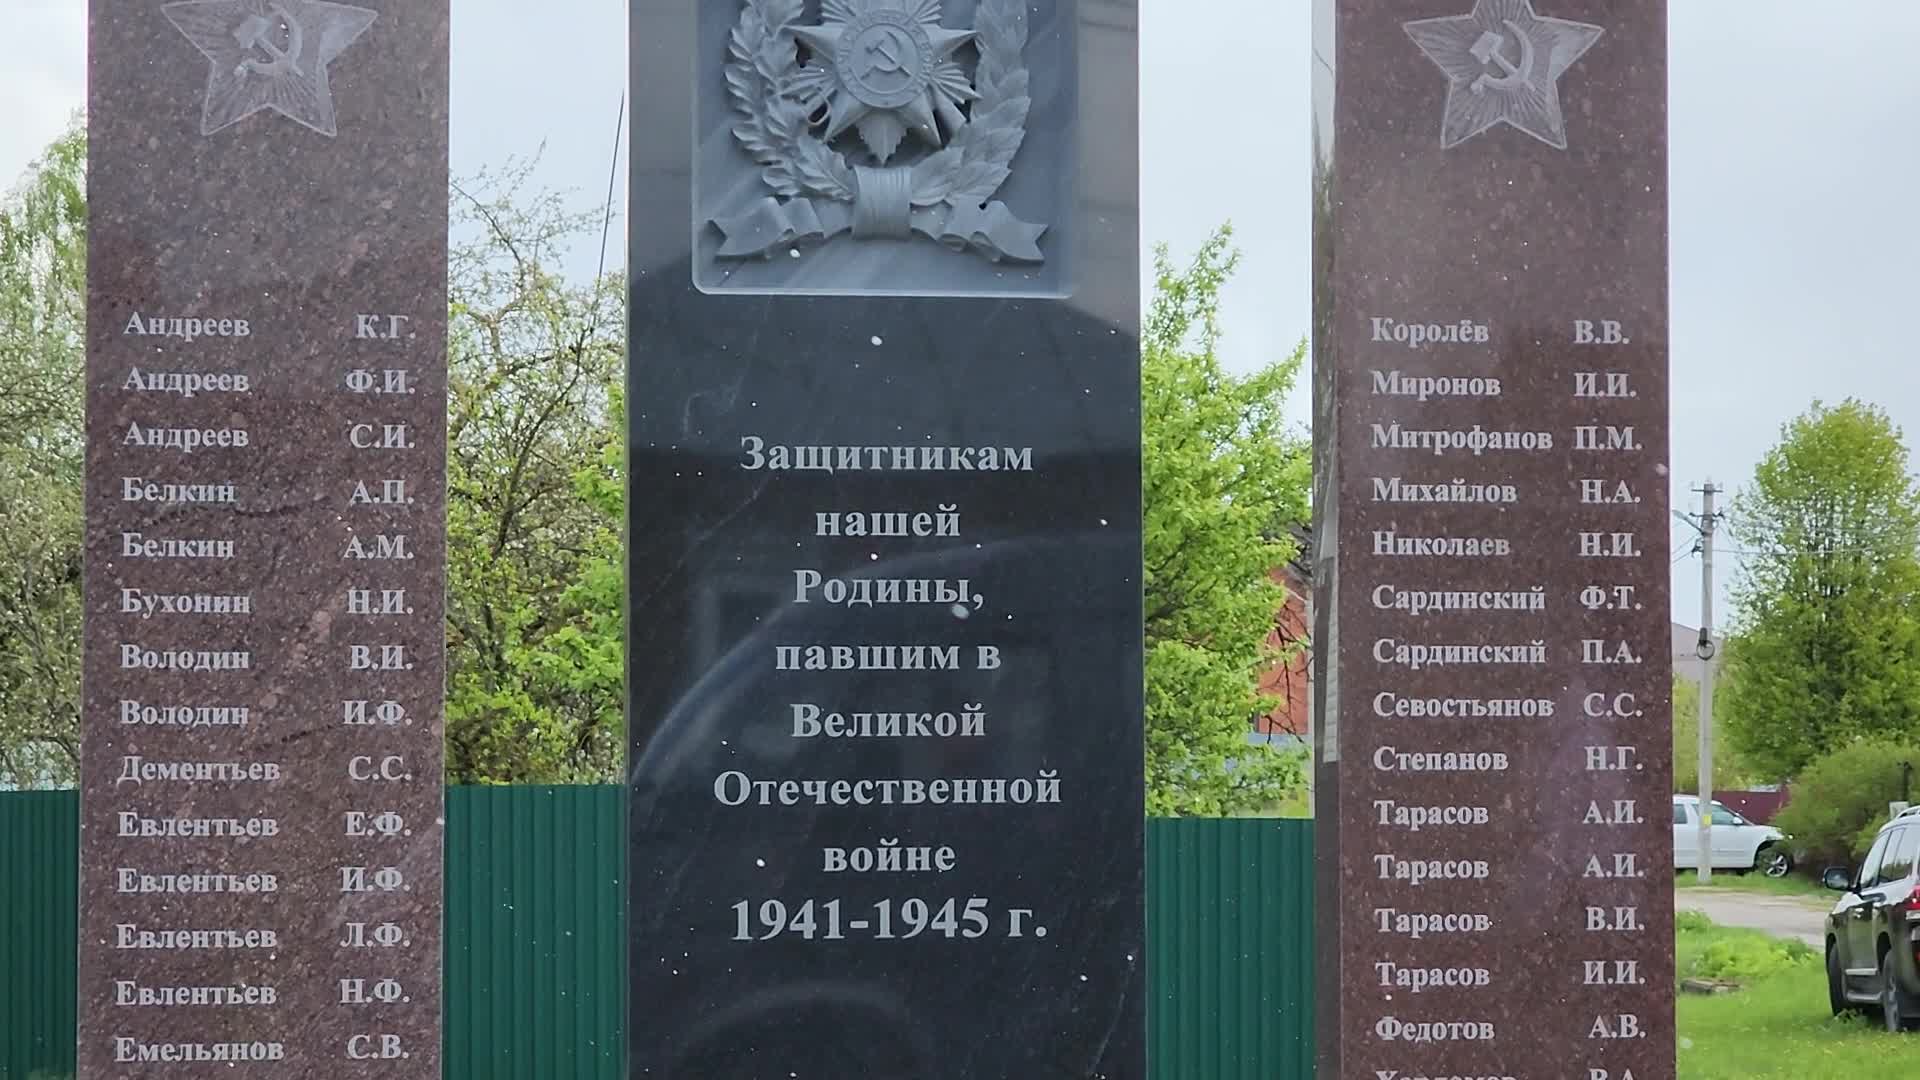 Андреев К.Г.
Андреев Ф.И.
Андреев С.И.
Белкин А.П.
Белкин А.М.
Бухонин Н.И.
Володин В.И.
Володин И.Ф.
Дементьев С.С.
Евлентьев Е.Ф.
Евлентьев И.Ф.
Евлентьев Л.Ф.
Евлентьев Н.Ф.
Емельянов С.В.
Защитникам
нашей
Родины,
павшим в
Великой
Отечественной
войне
1941-1945 г.
Королёв В.В.
Миронов И.И.
Митрофанов П.М.
Михайлов Н.А.
Николаев Н.И.
Сардинский Ф.Т.
Сардинский П.А.
Севостьянов С.С.
Степанов Н.Г.
Тарасов А.И.
Тарасов А.И.
Тарасов В.И.
Тарасов И.И.
Федотов А.В.